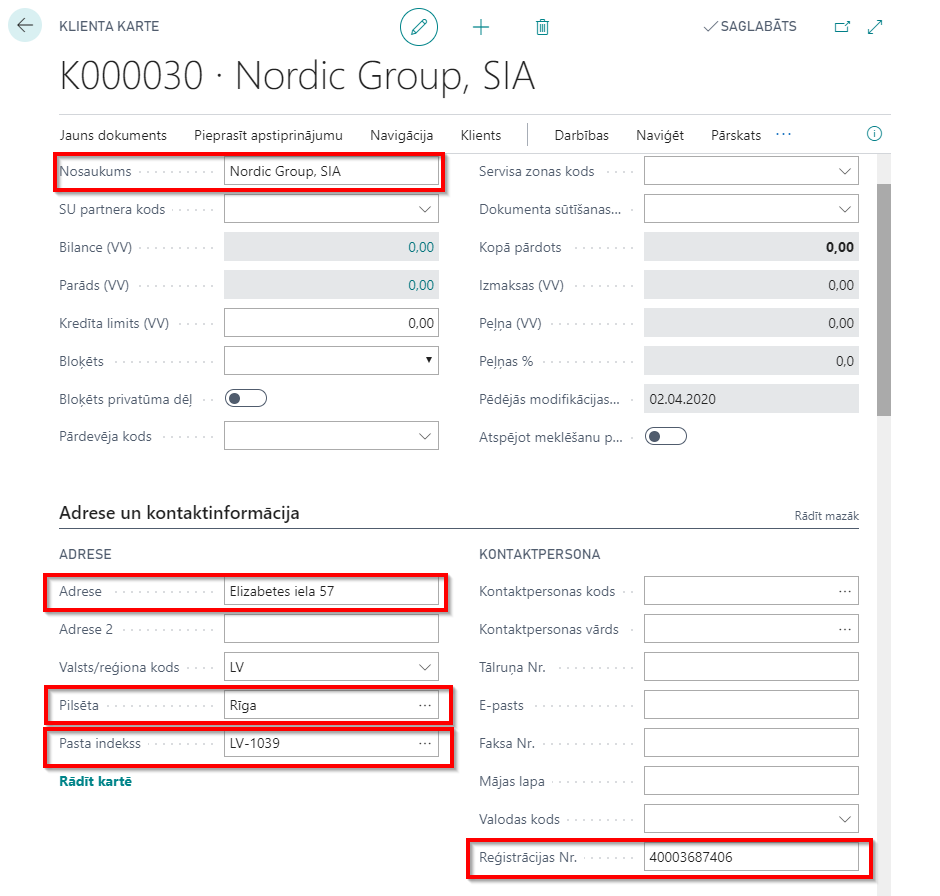 KLIENTA KARTE
SAGLABĀTS
K000030 · Nordic Group, SIA
Jauns dokuments Pieprasīt apstiprinājumu Navigācija Klients Darbības Naviģēt Pārskats ...
Nosaukums Nordic Group, SIA
SU partnera kods
Bilance (VV) 0,00
Parāds (VV) 0,00
Kredīta limits (VV) 0,00
Bloķēts
Bloķēts privatūma dēļ
Pārdevēja kods
Servisa zonas kods
Dokumenta sūtīšanas...
Kopā pārdots 0,00
Izmaksas (VV) 0,00
Peļņa (VV) 0,00
Peļņas % 0,0
Pēdējās modifikācijas... 02.04.2020
Atspējot meklēšanu p...
Adrese un kontaktinformācija
Rādīt mazāk
ADRESE
Adrese Elizabetes iela 57
Adrese 2
Valsts/reģiona kods LV
Pilsēta Rīga ...
Pasta indekss LV-1039 ...
Rādīt kartē
KONTAKTPERSONA
Kontaktpersonas kods ...
Kontaktpersonas vārds ...
Tālruņa Nr.
E-pasts
Faksa Nr.
Mājas lapa
Valodas kods
Reģistrācijas Nr. 40003687406